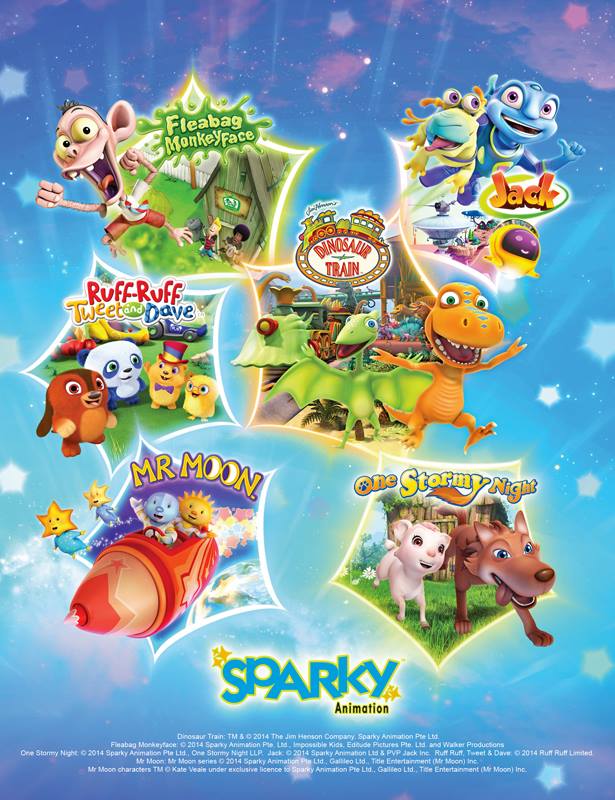 Fleabag
MonkeyFace
Jack
Jim Henson's
DINOSAUR
TRAIN
RUFF-RUFF
TWEET and DAVE
MR MOON
One Stormy Night
SPARKY
Animation
Dinosaur Train: TM & © 2014 The Jim Henson Company. Sparky Animation Pte Ltd.
Fleabag Monkeyface: © 2014 Sparky Animation Pte. Ltd., Impossible Kids, Editude Pictures Pte. Ltd. and Walker Productions
One Stormy Night: © 2014 Sparky Animation Pte Ltd., One Stormy Night LLP. Jack: © 2014 Sparky Animation Ltd & PVP Jack Inc. Ruff Ruff, Tweet & Dave: © 2014 Ruff Ruff Limited.
Mr Moon: Mr Moon series © 2014 Sparky Animation Pte Ltd., Gallileo Ltd., Title Entertainment (Mr Moon) Inc.
Mr Moon characters TM © Kate Veale under exclusive licence to Sparky Animation Pte Ltd., Gallileo Ltd., Title Entertainment (Mr Moon) Inc.